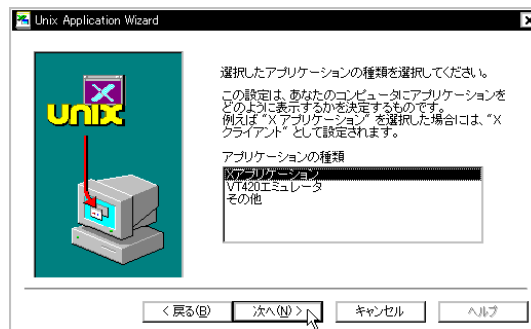 Unix Application Wizard
UNIX
選択したアプリケーションの種類を選択してください。
この設定は、あなたのコンピュータにアプリケーションを
どのように表示するかを決定するものです。
例えば"X アプリケーション"を選択した場合には、"X
クライアント"として設定されます。
アプリケーションの種類
Xアプリケーション
VT420エミュレータ
その他
< 戻る(B)
次へ(N) >
キャンセル
ヘルプ